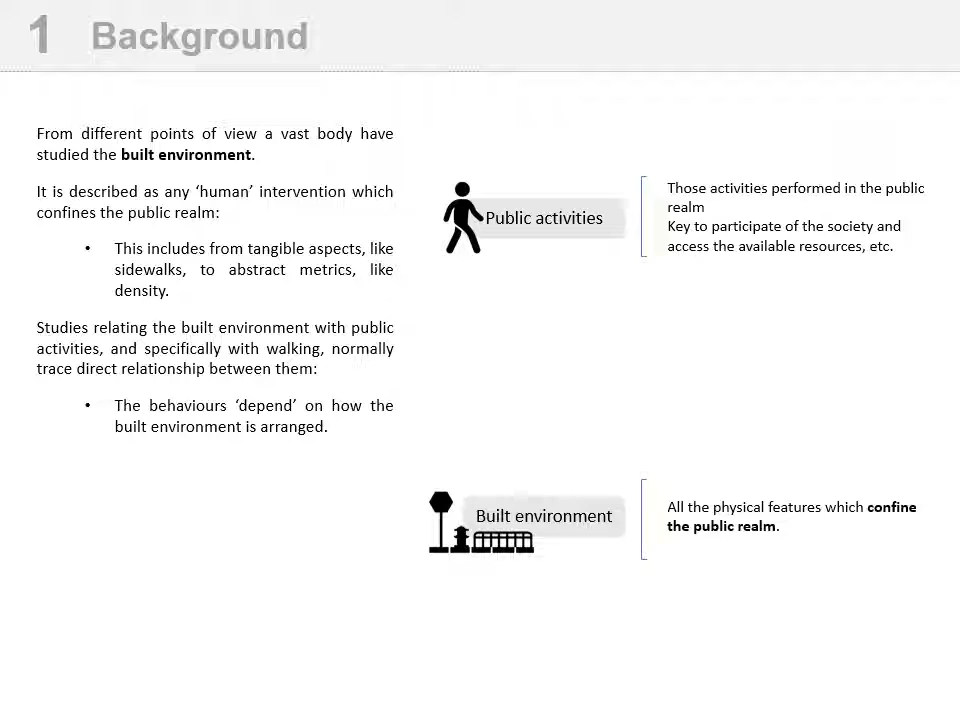 1 Background
From different points of view a vast body have
studied the built environment.
It is described as any ‘human’ intervention which
confines the public realm:
• This includes from tangible aspects, like
sidewalks, to abstract metrics, like
density.
Studies relating the built environment with public
activities, and specifically with walking, normally
trace direct relationship between them:
• The behaviours ‘depend’ on how the
built environment is arranged.
Public activities
Those activities performed in the public
realm
Key to participate of the society and
access the available resources, etc.
Built environment
All the physical features which confine
the public realm.